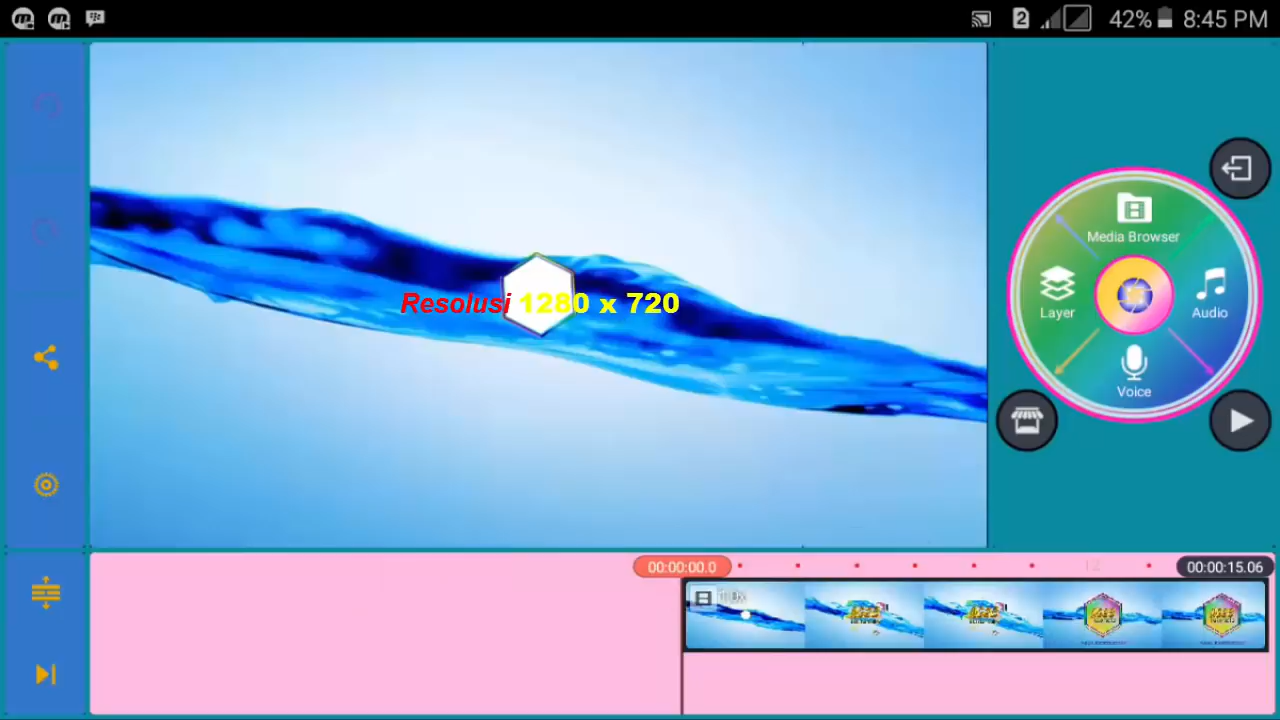 2 42% 8:45 PM
Media Browser
Layer
Audio
Resolusi 1280 x 720
Voice
00:00:00.0
00:00:15.06